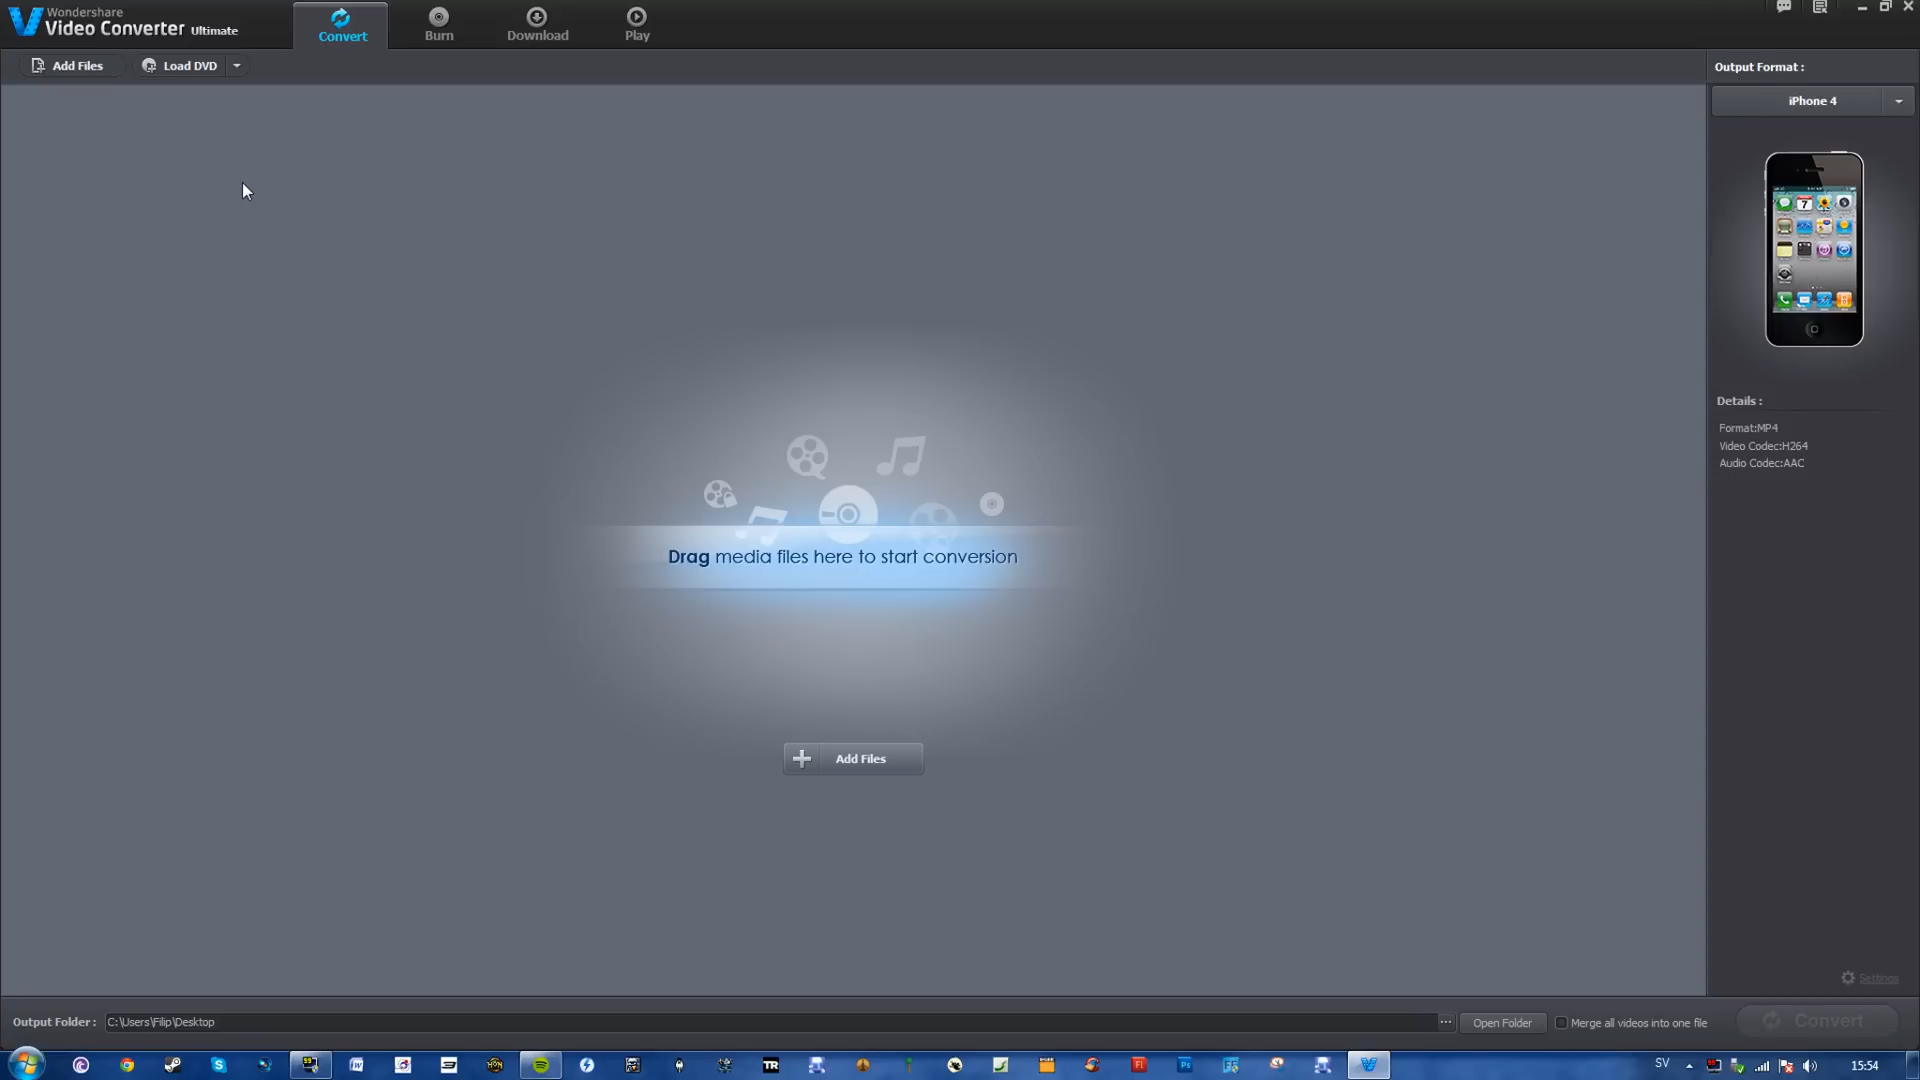 Wondershare
Video Converter Ultimate
Convert
Burn
Download
Play
Add Files
Load DVD
Output Format :
iPhone 4
Details :
Format:MP4
Video Codec:H264
Audio Codec:AAC
Drag media files here to start conversion
Add Files
Settings
Output Folder :
C:\Users\Filip\Desktop
...
Open Folder
Merge all videos into one file
Convert
SV
15:54